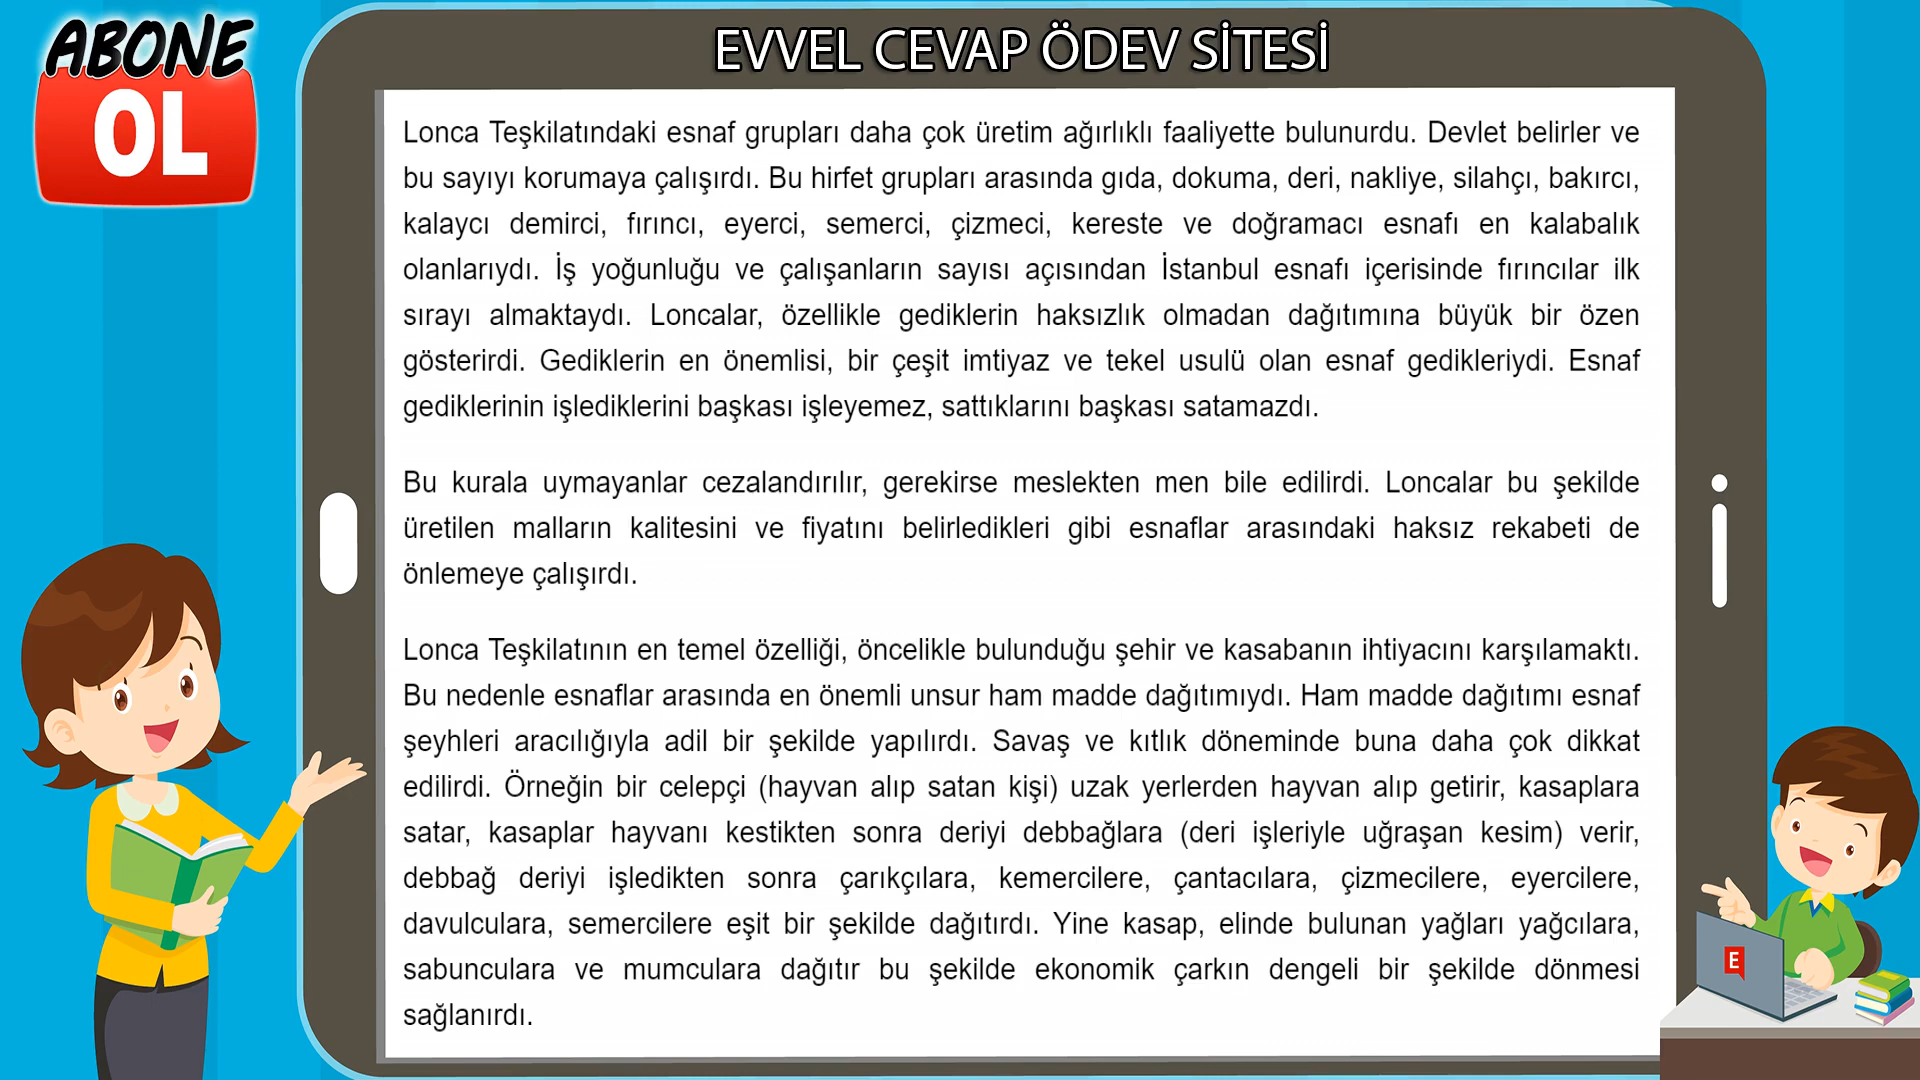 ABONE
OL
EVVEL CEVAP ÖDEV SİTESİ
Lonca Teşkilatındaki esnaf grupları daha çok üretim ağırlıklı faaliyette bulunurdu. Devlet belirler ve
bu sayıyı korumaya çalışırdı. Bu hirfet grupları arasında gıda, dokuma, deri, nakliye, silahçı, bakırcı,
kalaycı demirci, fırıncı, eyerci, semerci, çizmeci, kereste ve doğramacı esnafı en kalabalık
olanlarıydı. İş yoğunluğu ve çalışanların sayısı açısından İstanbul esnafı içerisinde fırıncılar ilk
sırayı almaktaydı. Loncalar, özellikle gediklerin haksızlık olmadan dağıtımına büyük bir özen
gösterirdi. Gediklerin en önemlisi, bir çeşit imtiyaz ve tekel usulü olan esnaf gedikleriydi. Esnaf
gediklerinin işlediklerini başkası işleyemez, sattıklarını başkası satamazdı.
Bu kurala uymayanlar cezalandırılır, gerekirse meslekten men bile edilirdi. Loncalar bu şekilde
üretilen malların kalitesini ve fiyatını belirledikleri gibi esnaflar arasındaki haksız rekabeti de
önlemeye çalışırdı.
Lonca Teşkilatının en temel özelliği, öncelikle bulunduğu şehir ve kasabanın ihtiyacını karşılamaktı.
Bu nedenle esnaflar arasında en önemli unsur ham madde dağıtımıydı. Ham madde dağıtımı esnaf
şeyhleri aracılığıyla adil bir şekilde yapılırdı. Savaş ve kıtlık döneminde buna daha çok dikkat
edilirdi. Örneğin bir celepçi (hayvan alıp satan kişi) uzak yerlerden hayvan alıp getirir, kasaplara
satar, kasaplar hayvanı kestikten sonra deriyi debbağlara (deri işleriyle uğraşan kesim) verir,
debbağ deriyi işledikten sonra çarıkçılara, kemercilere, çantacılara, çizmecilere, eyercilere,
davulculara, semercilere eşit bir şekilde dağıtırdı. Yine kasap, elinde bulunan yağları yağcılara,
sabunculara ve mumculara dağıtır bu şekilde ekonomik çarkın dengeli bir şekilde dönmesi
sağlanırdı.
E